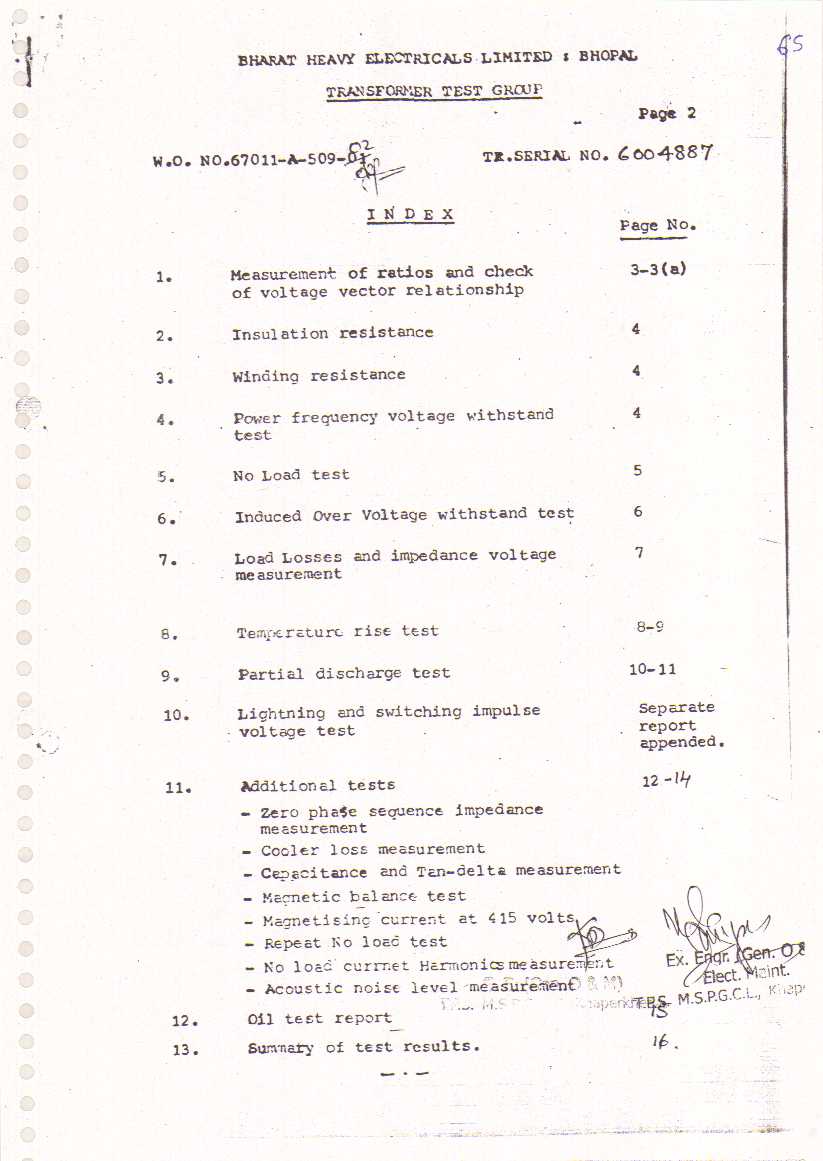 65
BHARAT HEAVY ELECTRICALS LIMITED : BHOPAL
TRANSFORMER TEST GROUP
Page 2
W.O. NO.67011-A-509-01 02
TR.SERIAL NO. 6004887
I N D E X
Page No.
1. Measurement of ratios and check 3-3(a)
of voltage vector relationship
2. Insulation resistance 4
3. Winding resistance 4
4. Power frequency voltage withstand 4
test
5. No Load test 5
6. Induced Over Voltage withstand test 6
7. Load Losses and impedance voltage 7
measurement
8. Temperature rise test 8-9
9. Partial discharge test 10-11
10. Lightning and switching impulse Separate
voltage test report
appended.
11. Additional tests 12-14
- Zero phase sequence impedance
measurement
- Cooler loss measurement
- Capacitance and Tan-delta measurement
- Magnetic balance test
- Magnetising current at 415 volts
- Repeat No load test
- No load currnet Harmonics measurement
- Acoustic noise level measurement
Ex. Engr. (Gen. O &
Elect. Maint.
T.P.S. M.S.P.G.C.L., Khape
12. Oil test report 15
13. Summary of test results. 16.